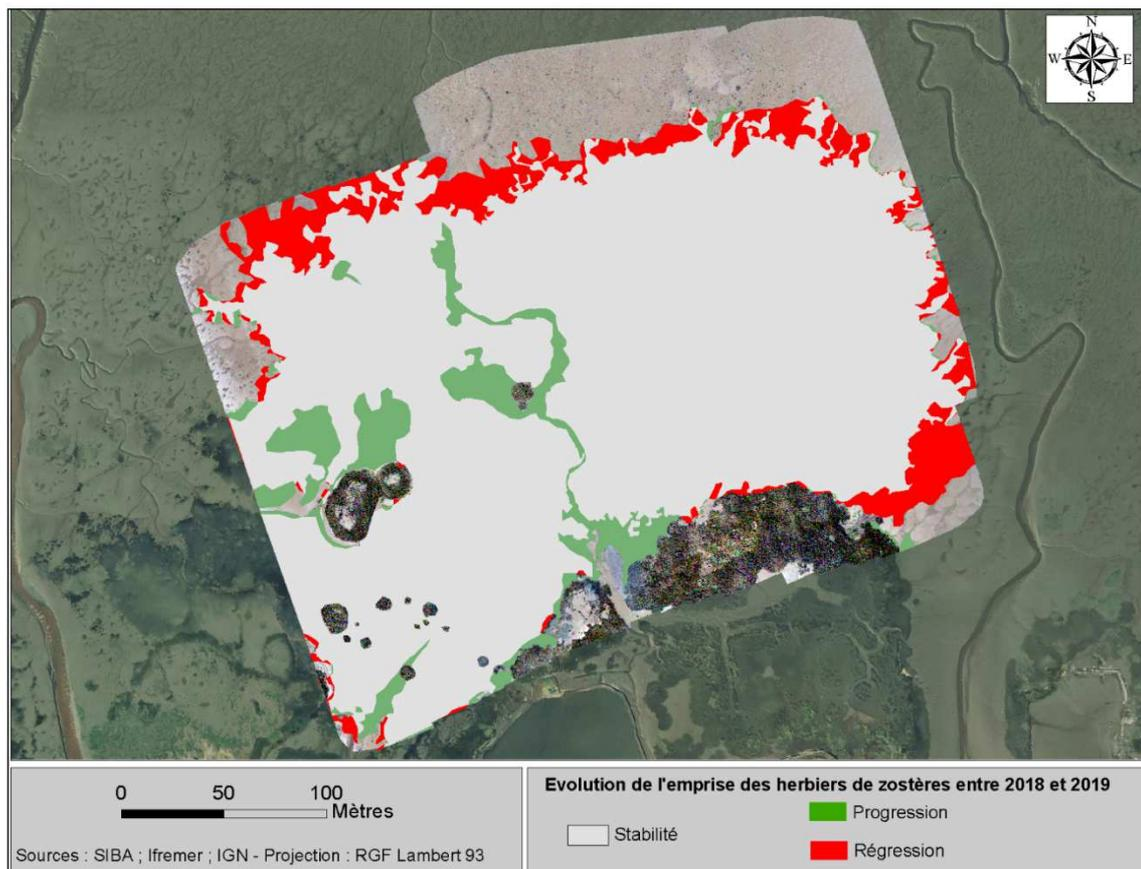 N
W E
S
0 50 100
Mètres
Sources : SIBA ; Ifremer ; IGN - Projection : RGF Lambert 93
Evolution de l'emprise des herbiers de zostères entre 2018 et 2019
Stabilité
Progression
Régression